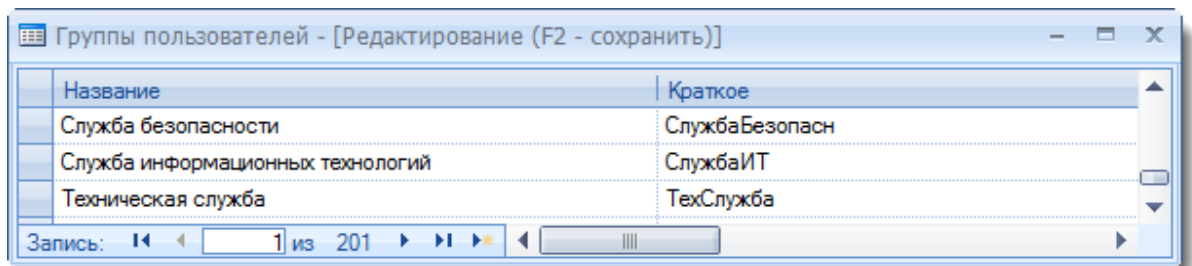 Группы пользователей - [Редактирование (F2 - сохранить)]
Название Краткое
Служба безопасности СлужбаБезопасн
Служба информационных технологий СлужбаИТ
Техническая служба ТехСлужба
Запись: 1 из 201